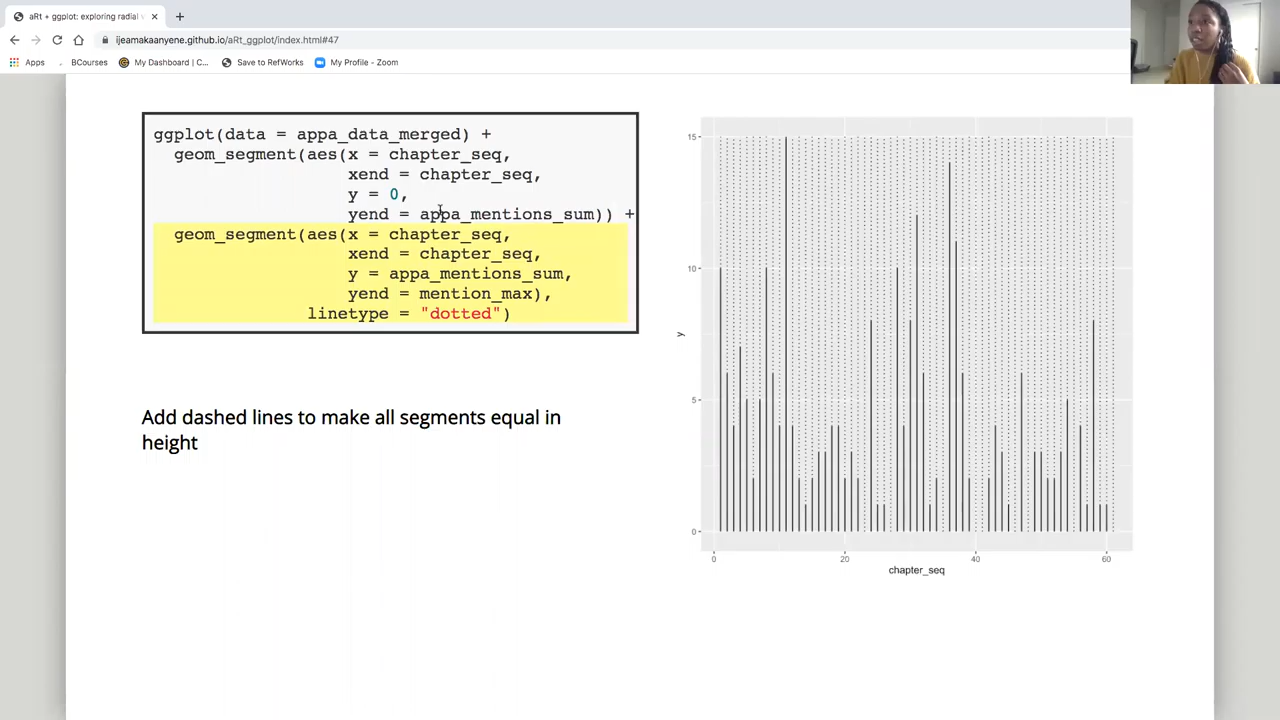 aRt + ggplot: exploring radial
ijeamakaanyene.github.io/aRt_ggplot/index.html#47
Apps BCourses My Dashboard | C... Save to RefWorks My Profile - Zoom
ggplot(data = appa_data_merged) +
geom_segment(aes(x = chapter_seq,
xend = chapter_seq,
y = 0,
yend = appa_mentions_sum)) +
geom_segment(aes(x = chapter_seq,
xend = chapter_seq,
y = appa_mentions_sum,
yend = mention_max),
linetype = "dotted")
Add dashed lines to make all segments equal in
height
15
10
y
5
0
0 20 40 60
chapter_seq